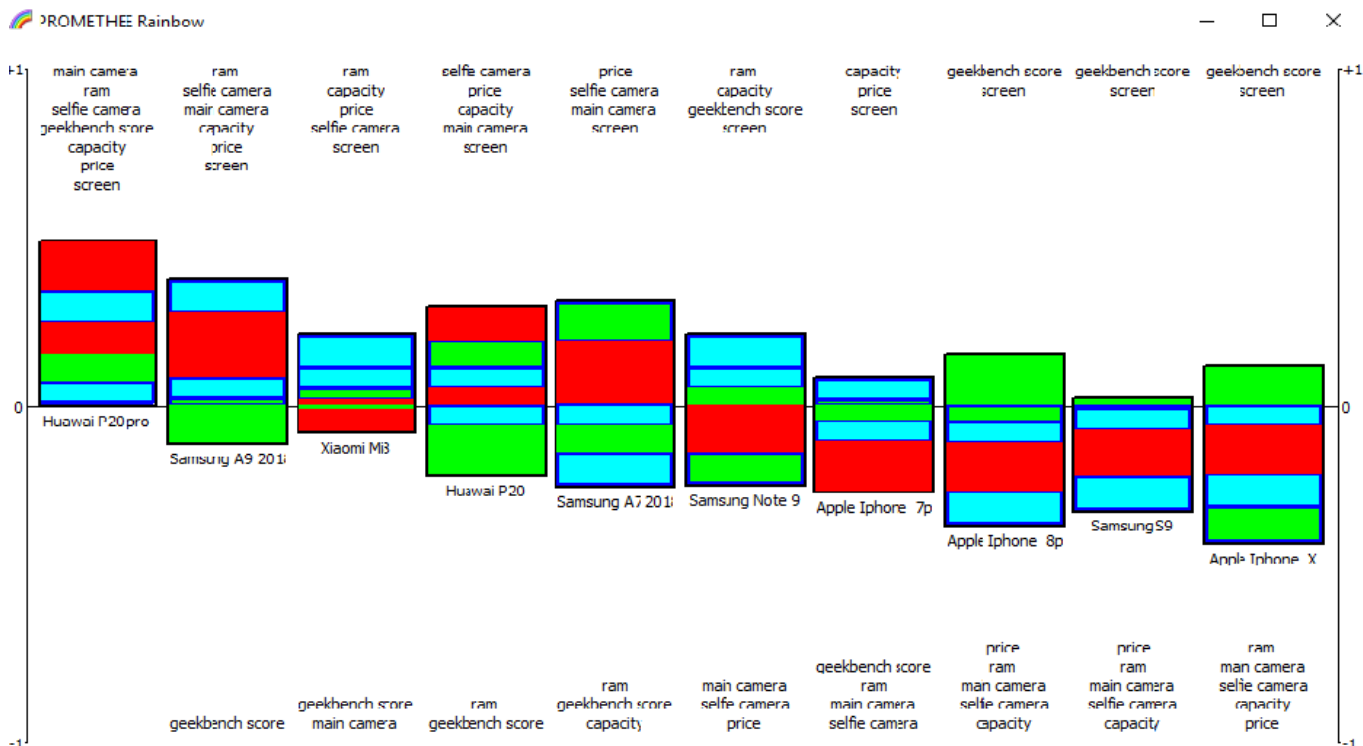 PROMETHEE Rainbow
+1
+1
main camera
ram
selfie camera
geekbench score
capacity
price
screen
ram
selfie camera
main camera
capacity
price
screen
ram
capacity
price
selfie camera
screen
selfie camera
price
capacity
main camera
screen
price
selfie camera
main camera
screen
ram
capacity
geekbench score
screen
capacity
price
screen
geekbench score
screen
geekbench score
screen
geekbench score
screen
0
0
Huawai P20pro
Samsung A9 2018
Xiaomi Mi8
Huawai P20
Samsung A7 2018
Samsung Note 9
Apple Iphone 7p
Apple Iphone 8p
Samsung S9
Apple Iphone X
geekbench score
geekbench score
main camera
ram
geekbench score
ram
geekbench score
capacity
main camera
selfie camera
price
geekbench score
ram
main camera
selfie camera
price
ram
main camera
selfie camera
capacity
price
ram
main camera
selfie camera
capacity
ram
main camera
selfie camera
capacity
price
-1
-1